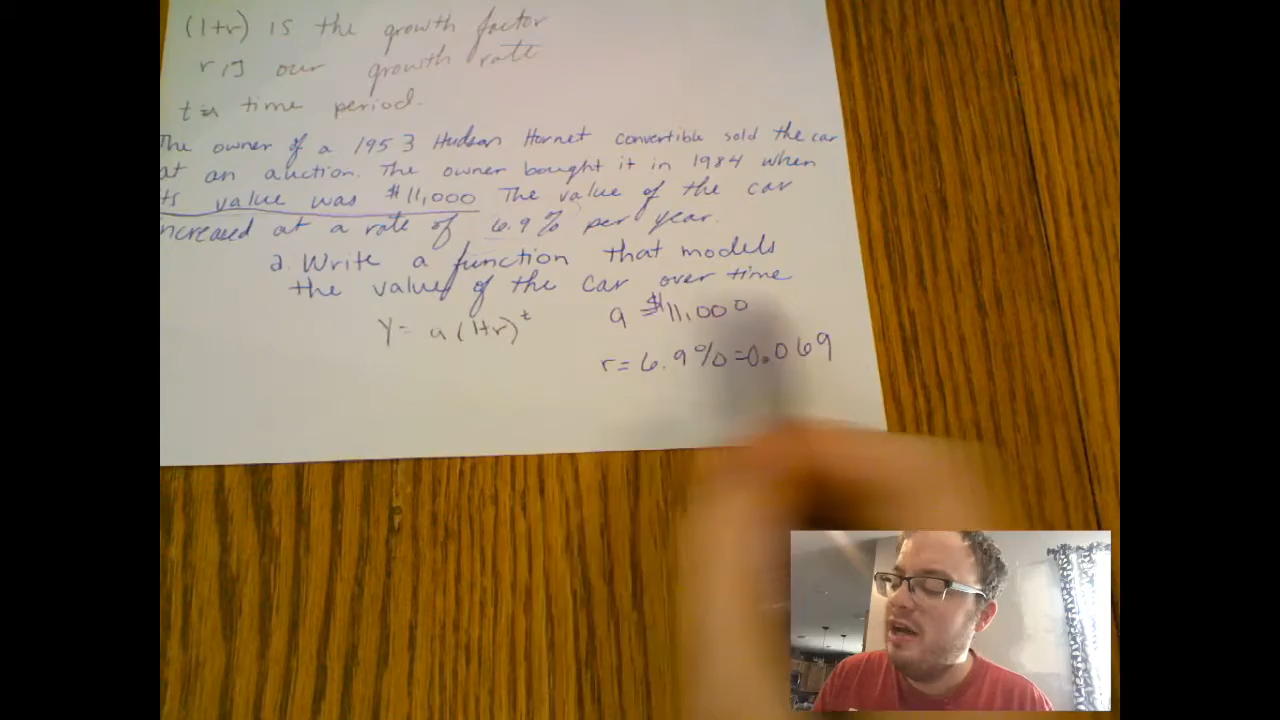 (1+r) is the growth factor
r is our growth rate
t is time period.
The owner of a 1953 Hudson Hornet convertible sold the car
at an auction. The owner bought it in 1984 when
its value was $11,000 The value of the car
increased at a rate of 6.9% per year.
a. Write a function that models
the value of the car over time
a = $11,000
y = a(1+r)^t
r = 6.9% = 0.069